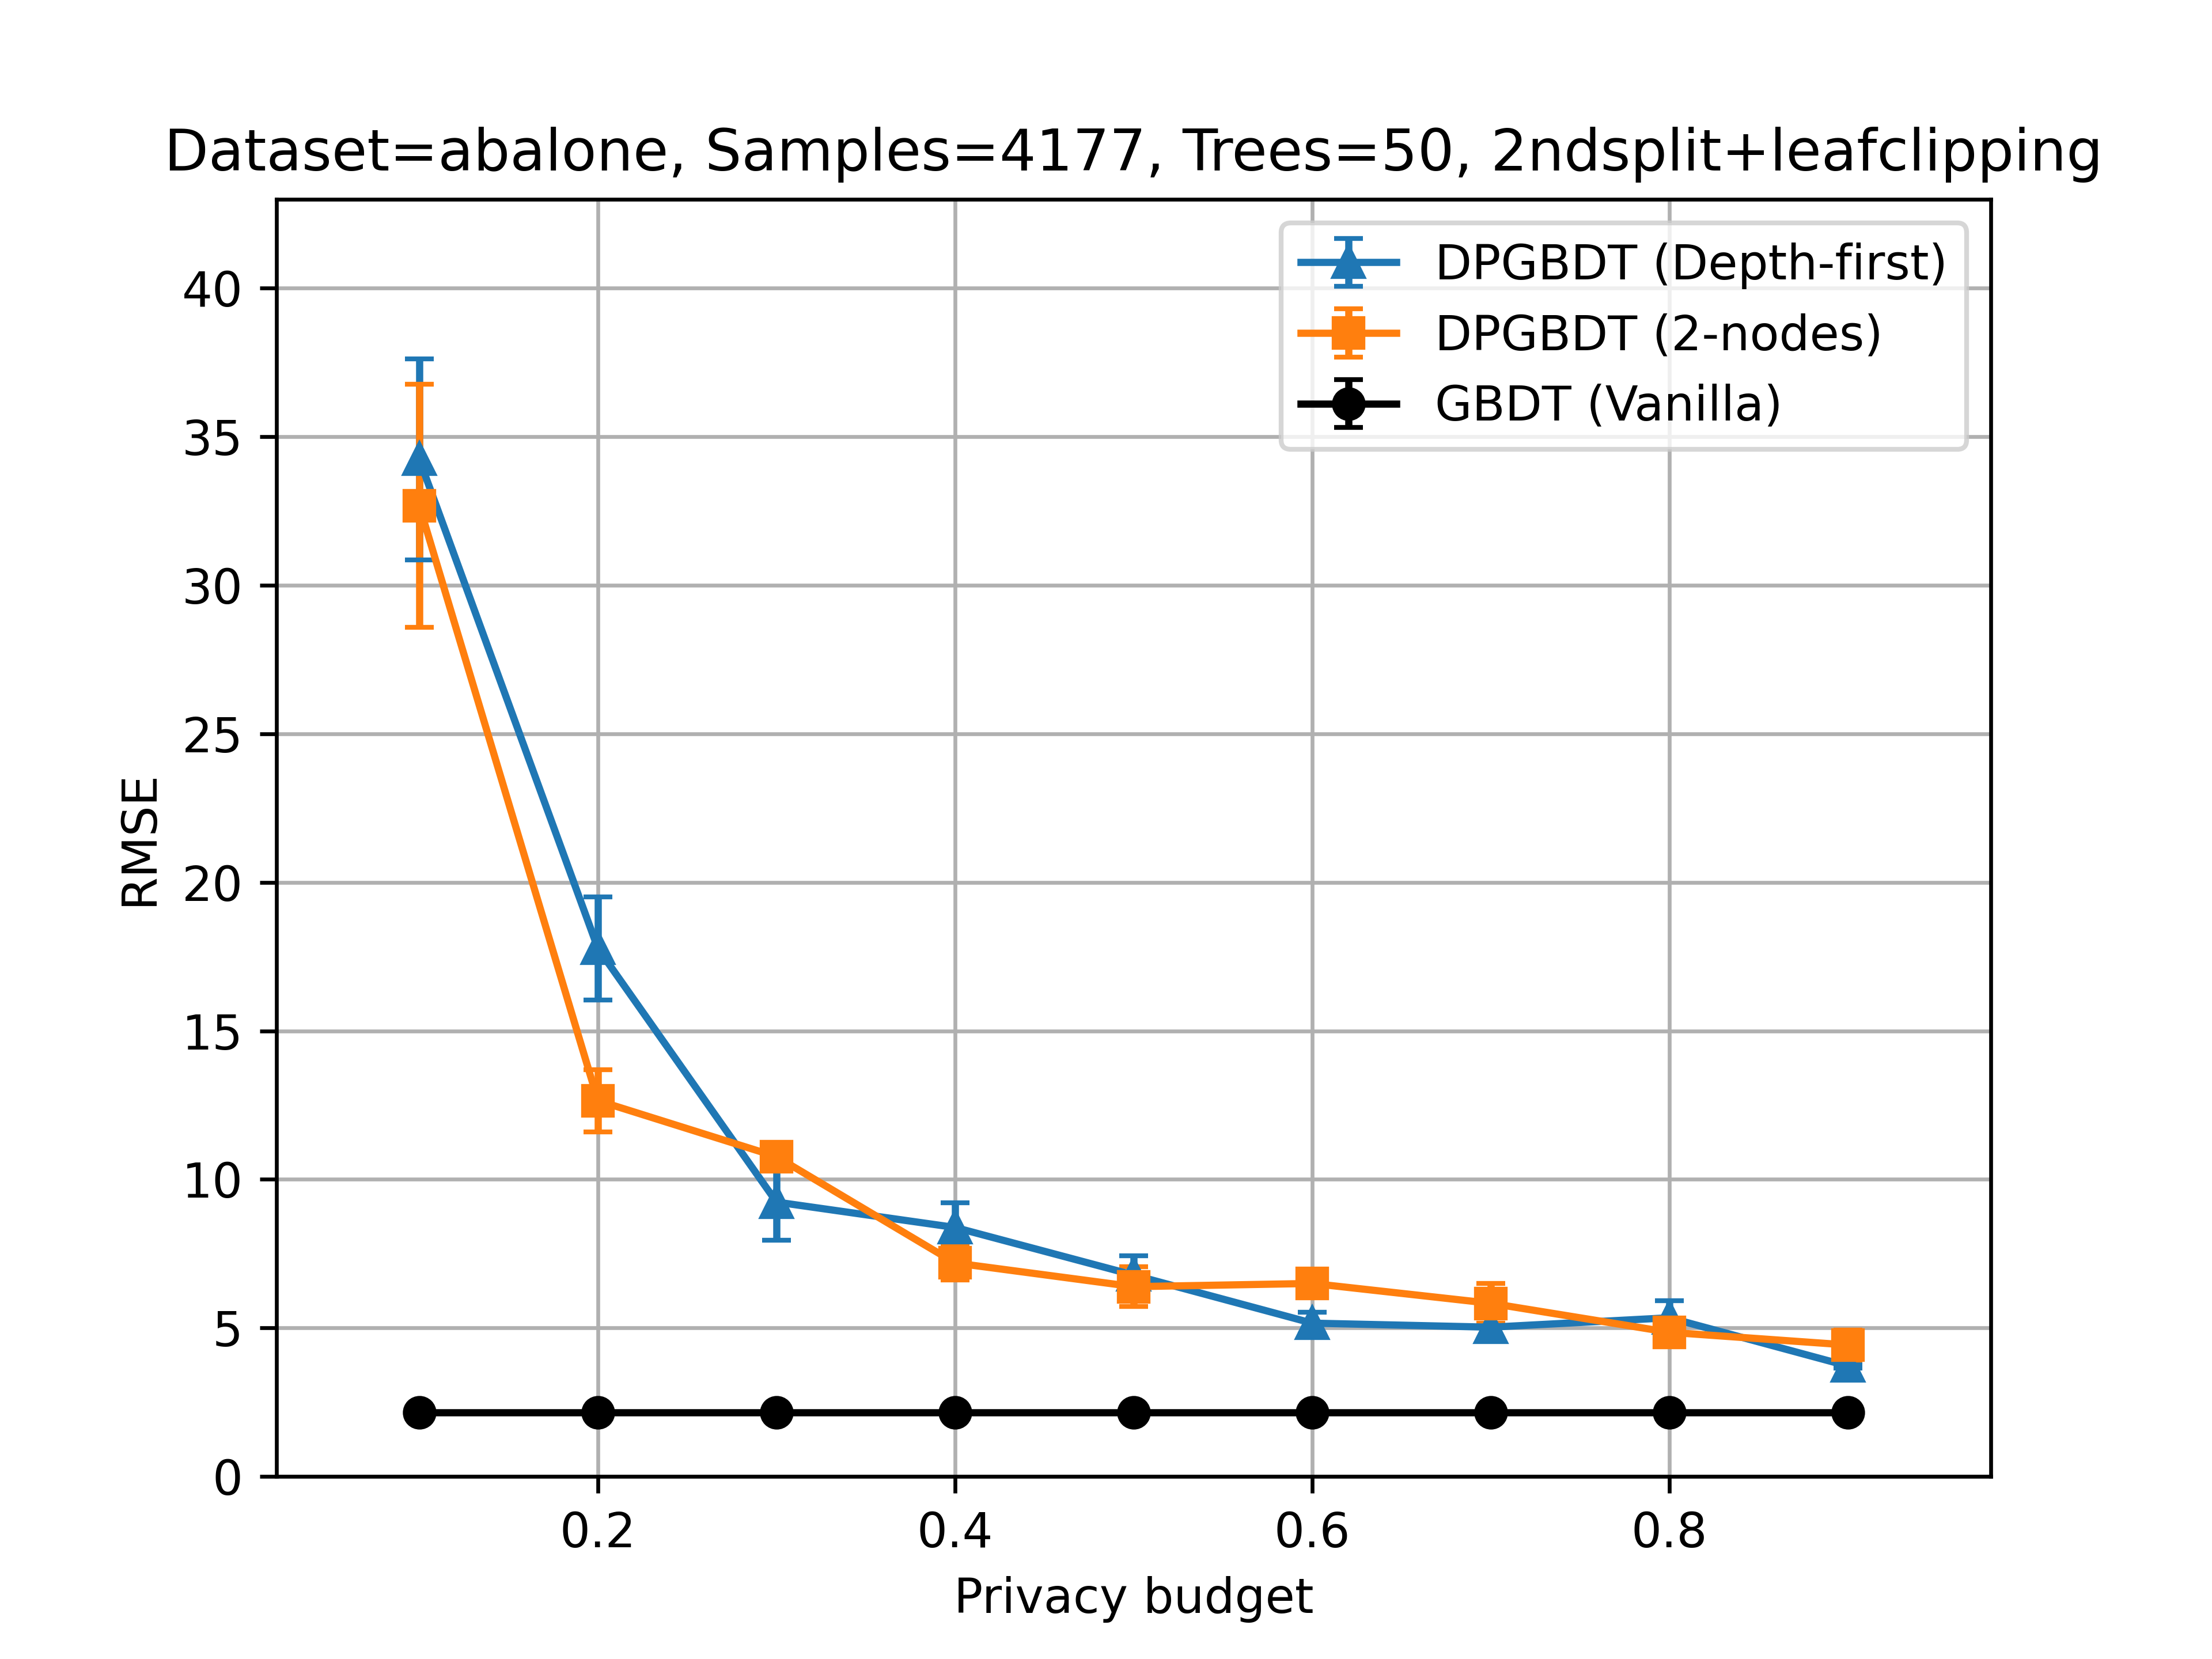 Dataset=abalone, Samples=4177, Trees=50, 2ndsplit+leafclipping
DPGBDT (Depth-first)
DPGBDT (2-nodes)
GBDT (Vanilla)
RMSE
40
35
30
25
20
15
10
5
0
0.2 0.4 0.6 0.8
Privacy budget